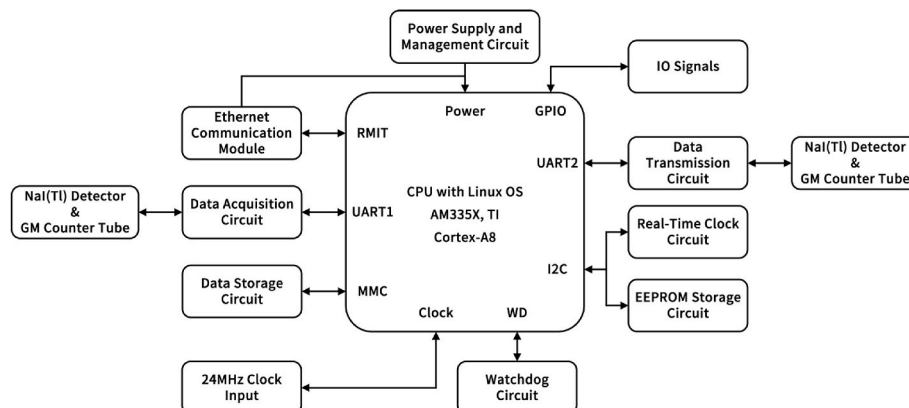 Power Supply and
Management Circuit
IO Signals
Power
GPIO
Ethernet
Communication
Module
RMIT
UART2
Data
Transmission
Circuit
NaI(Tl) Detector
&
GM Counter Tube
NaI(Tl) Detector
&
GM Counter Tube
Data Acquisition
Circuit
UART1
CPU with Linux OS
AM335X, TI
Cortex-A8
Real-Time Clock
Circuit
I2C
Data Storage
Circuit
MMC
EEPROM Storage
Circuit
Clock
WD
24MHz Clock
Input
Watchdog
Circuit